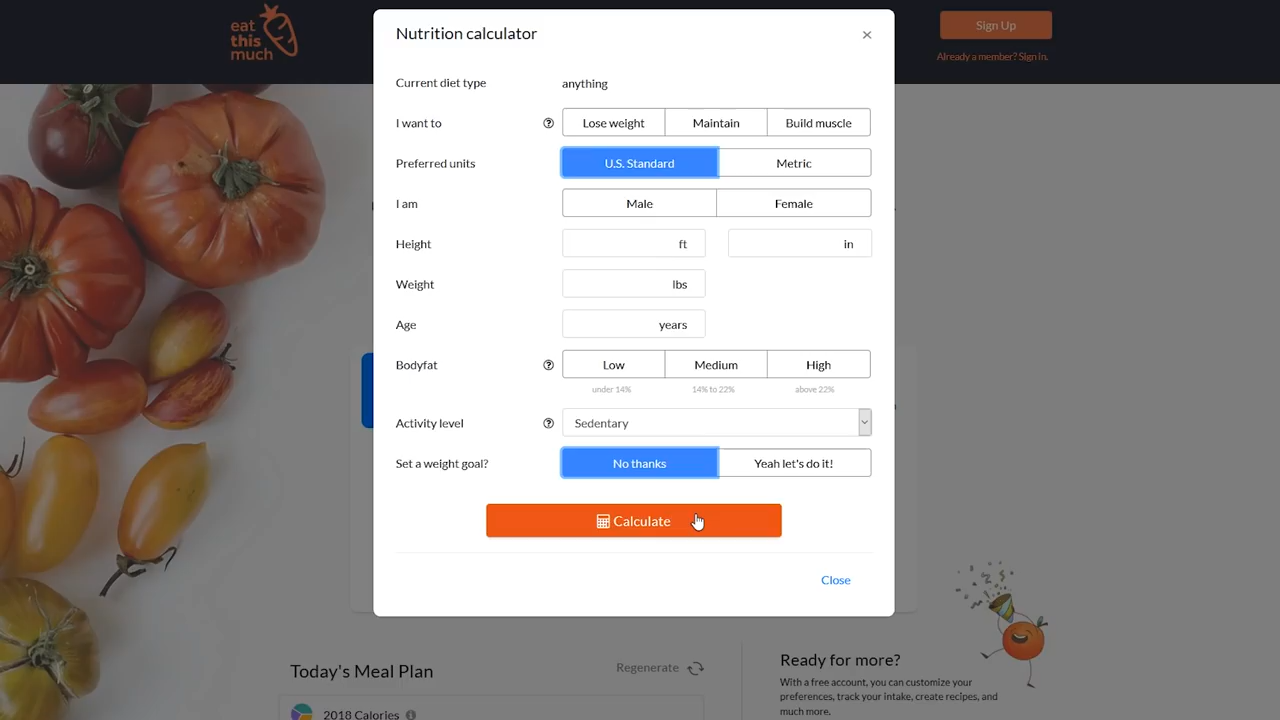 eat
this
much
Nutrition calculator
×
Sign Up
Already a member? Sign in.
Current diet type anything
I want to Lose weight Maintain Build muscle
Preferred units U.S. Standard Metric
I am Male Female
Height ft in
Weight lbs
Age years
Bodyfat Low Medium High
under 14% 14% to 22% above 22%
Activity level Sedentary
Set a weight goal? No thanks Yeah let's do it!
Calculate
Close
Today's Meal Plan Regenerate
2018 Calories
Ready for more?
With a free account, you can customize your
preferences, track your intake, create recipes, and
much more.